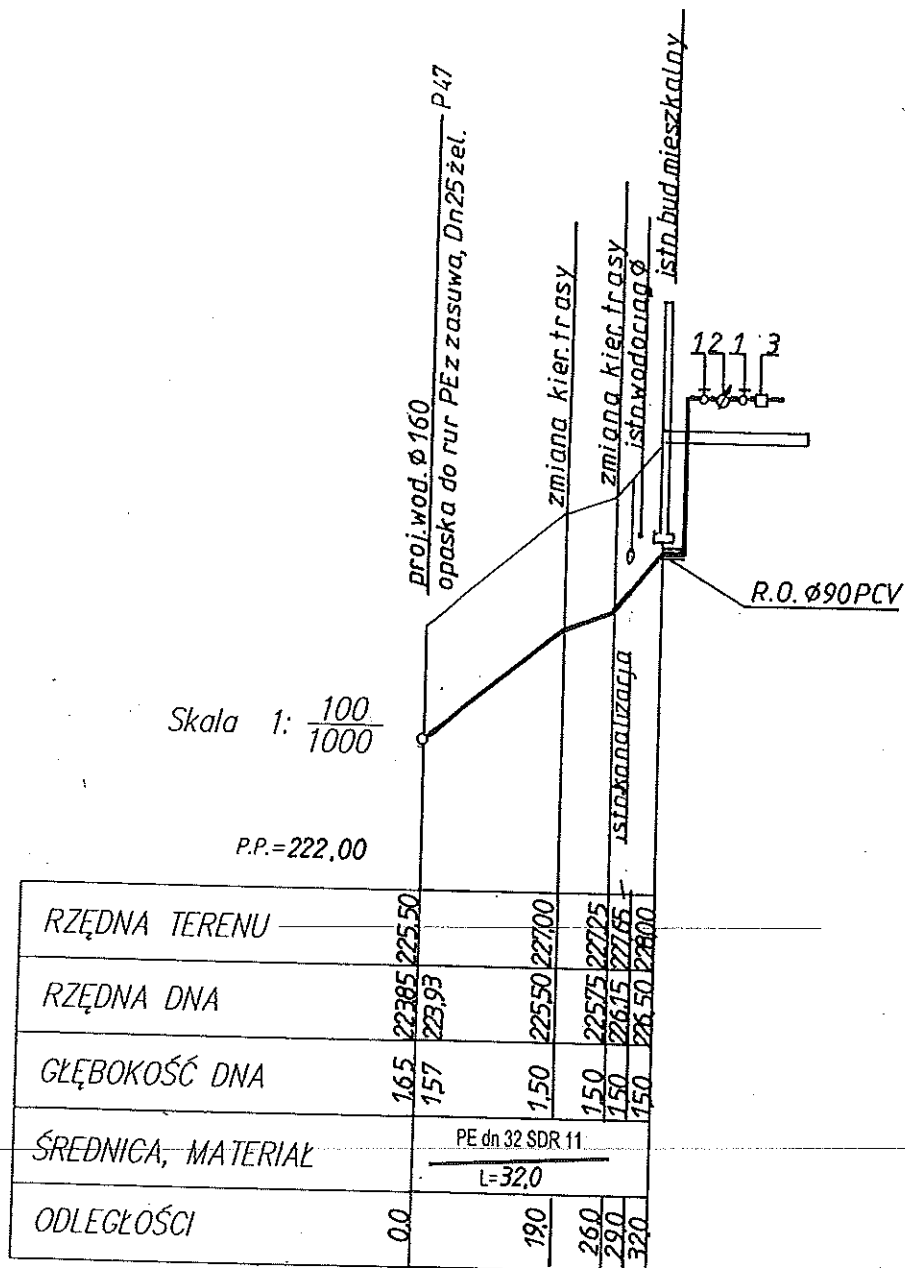 proj.wod. ϕ160 P47
opaska do rur PE z zasuwa, Dn25 żel.
zmiana kier. trasy
zmiana kier. trasy
istn.wodociąg ϕ
istn.bud.mieszkalny
1 2 1 3
R.O. ϕ90PCV
istn.kanalizacja
Skala 1: 100
1000
P.P.=222,00
RZĘDNA TERENU 225,50 227,00 227,25 227,65 228,00
RZĘDNA DNA 223,85 223,93 225,50 225,75 226,15 226,50
GŁĘBOKOŚĆ DNA 1,65 1,57 1,50 1,50 1,50 1,50
ŚREDNICA, MATERIAŁ PE dn 32 SDR 11
L=32,0
ODLEGŁOŚCI 0,0 19,0 26,0 29,0 32,0